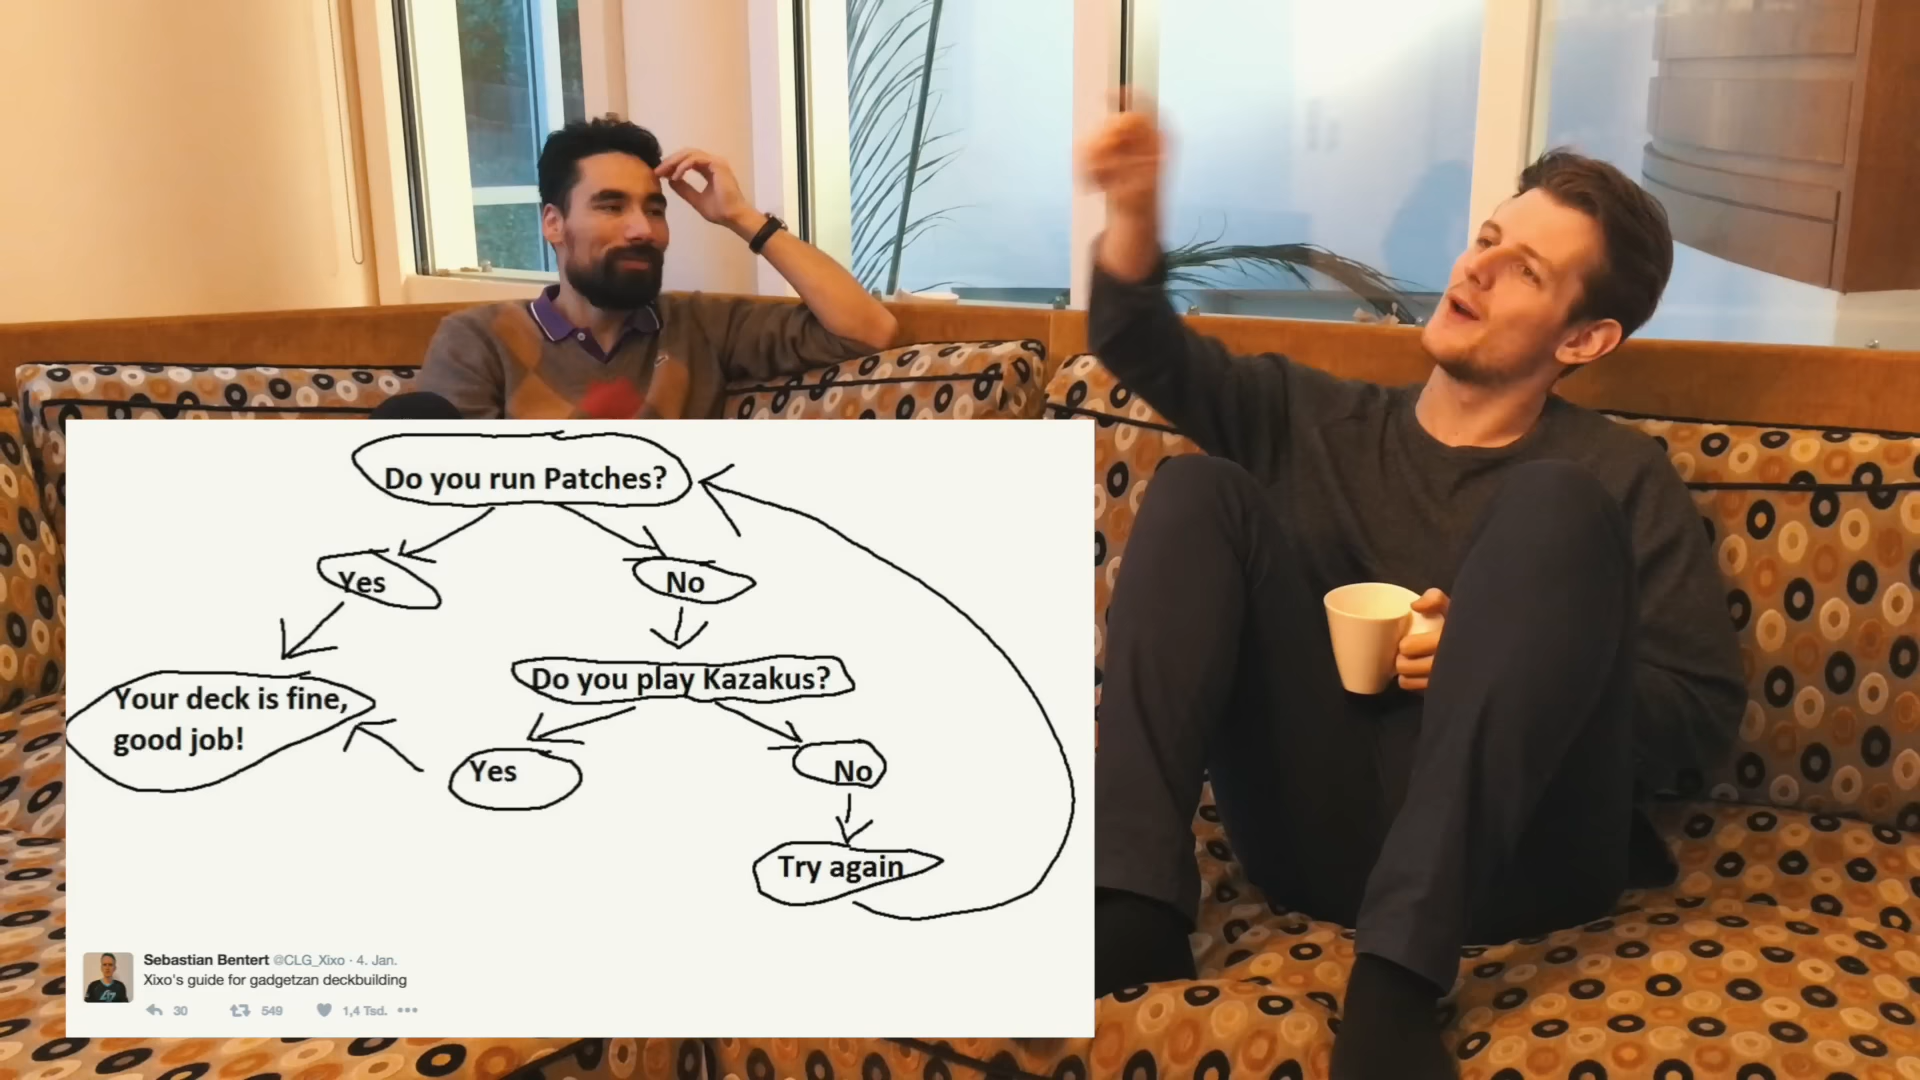 Do you run Patches?
Yes
No
Do you play Kazakus?
Your deck is fine,
good job!
Yes
No
Try again
Sebastian Bentert @CLG_Xixo · 4. Jan.
Xixo's guide for gadgetzan deckbuilding
30 549 1,4 Tsd. •••